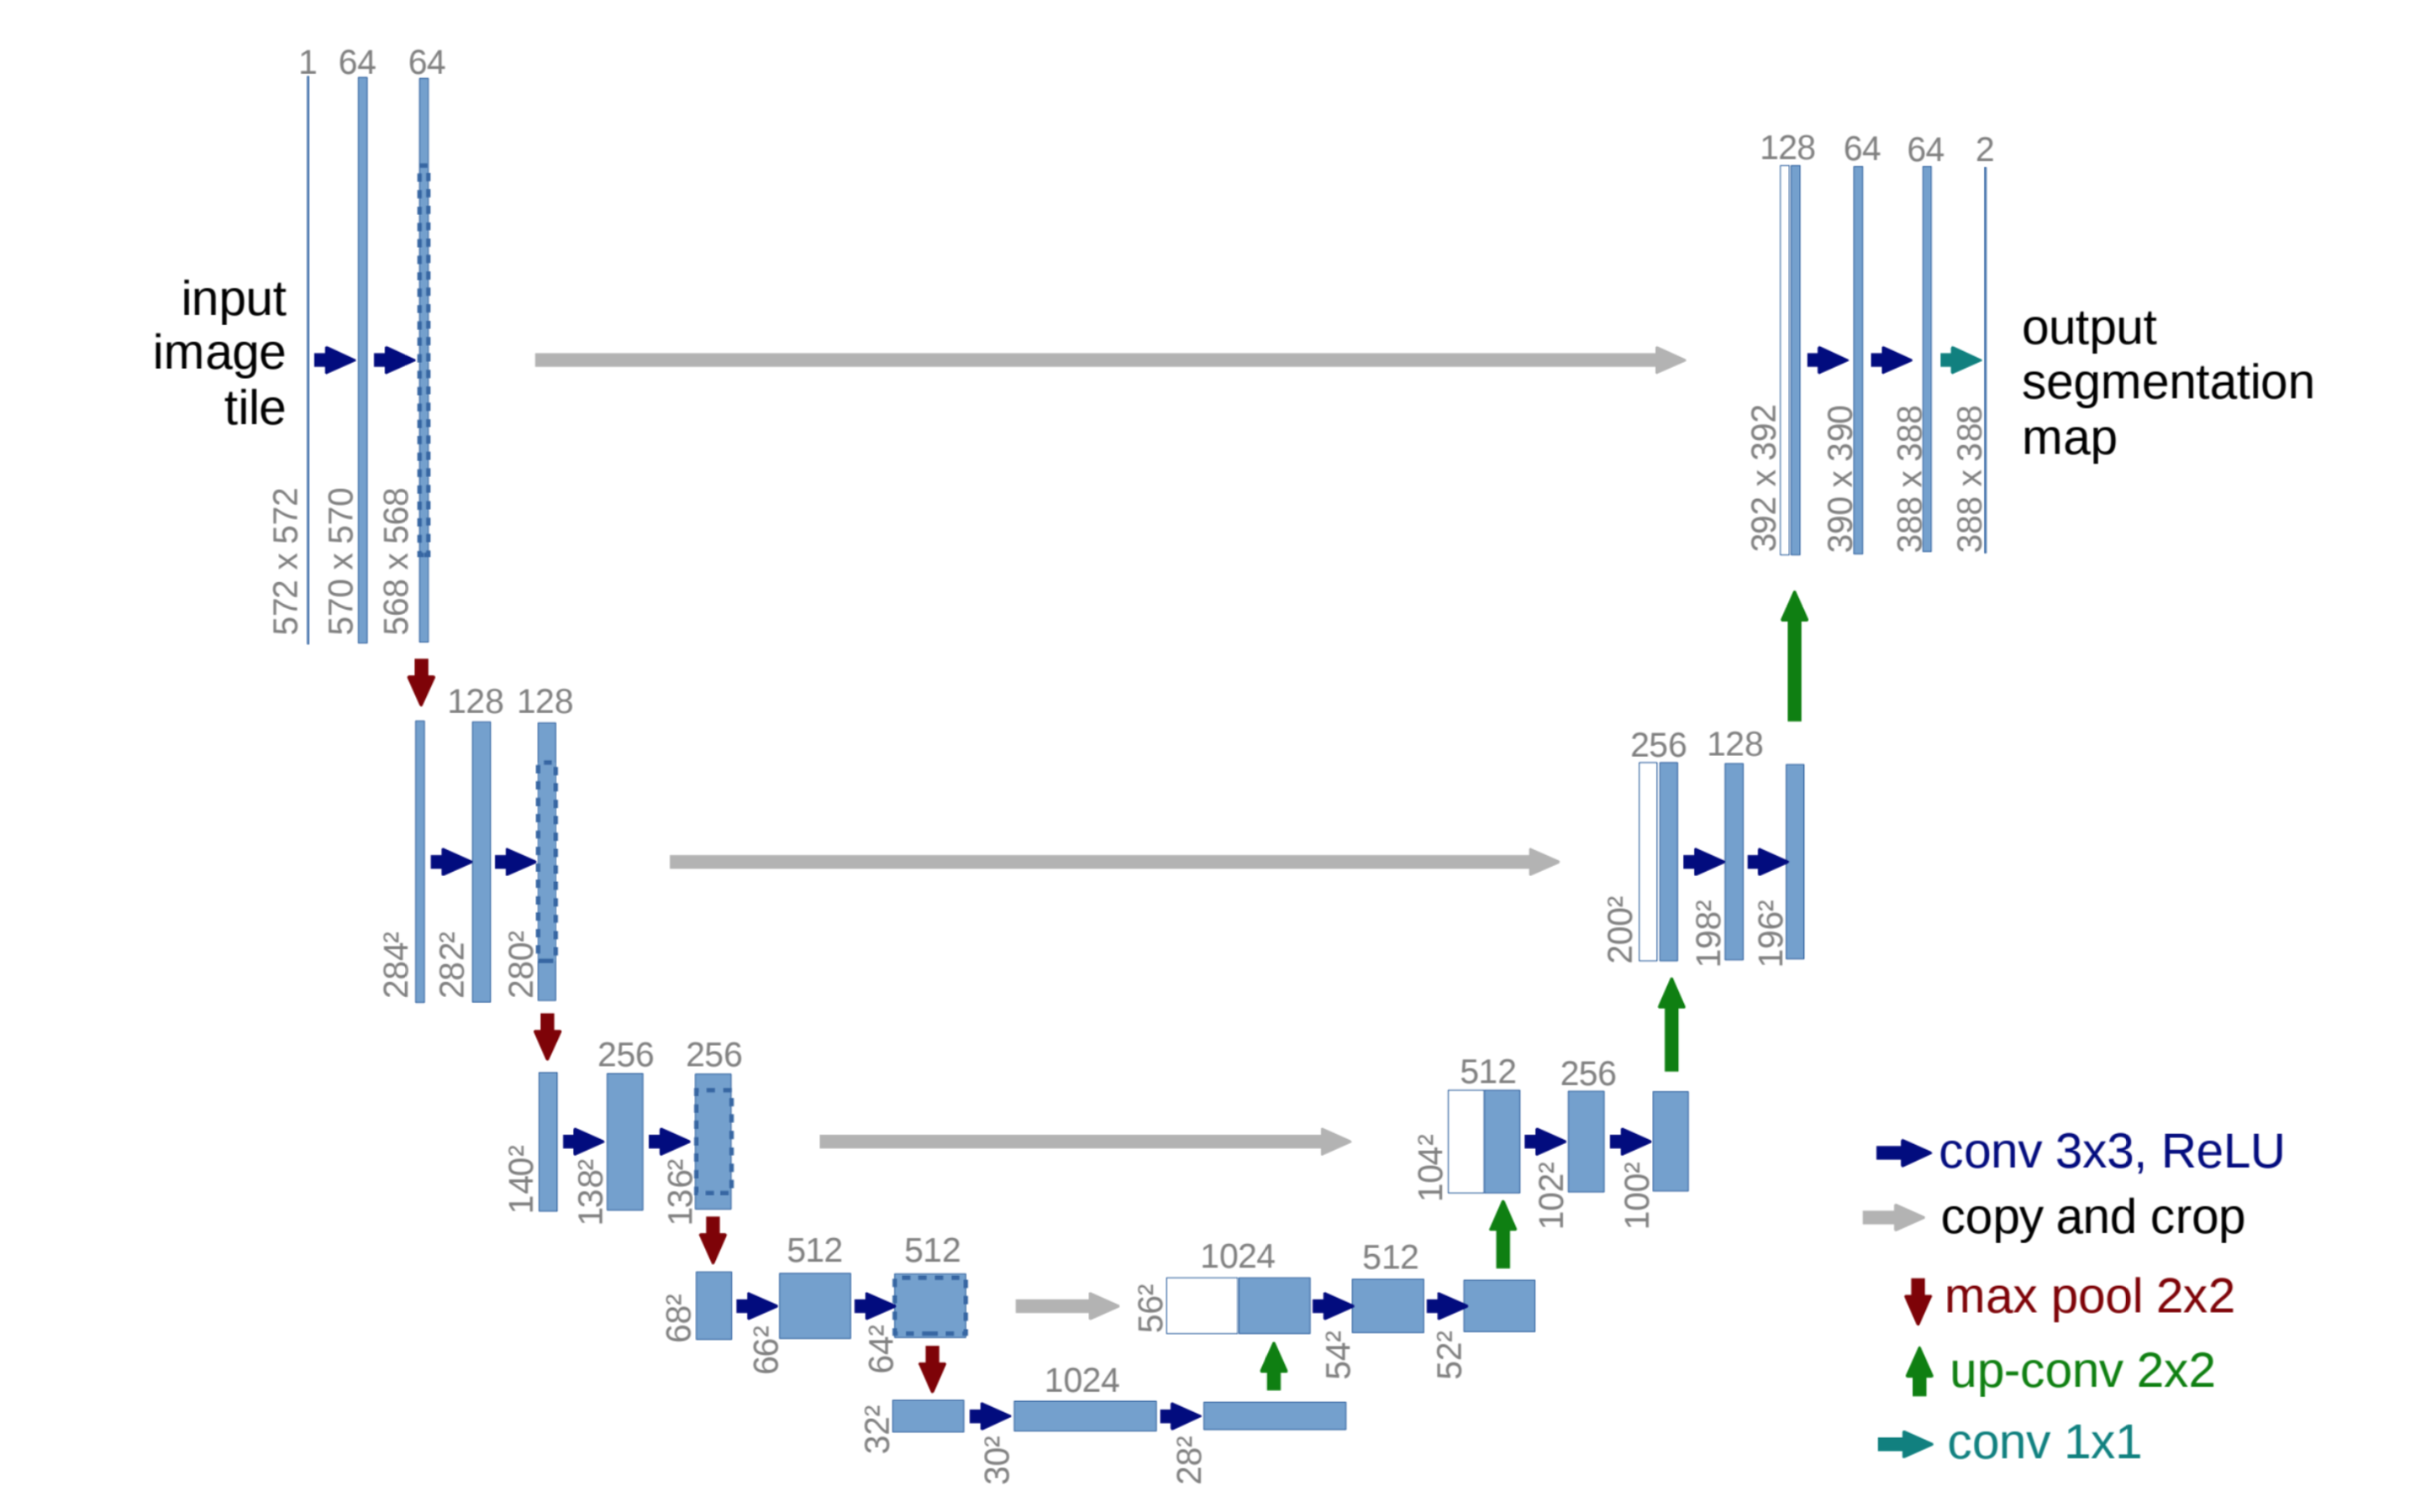 1 64 64
input
image
tile
572 x 572
570 x 570
568 x 568
128 64 64 2
392 x 392
390 x 390
388 x 388
388 x 388
output
segmentation
map
128 128
284²
282²
280²
256 128
200²
198²
196²
256 256
140²
138²
136²
512 256
104²
102²
100²
512 512
68²
66²
64²
1024 512
56²
54²
52²
1024
32²
30²
28²
conv 3x3, ReLU
copy and crop
max pool 2x2
up-conv 2x2
conv 1x1